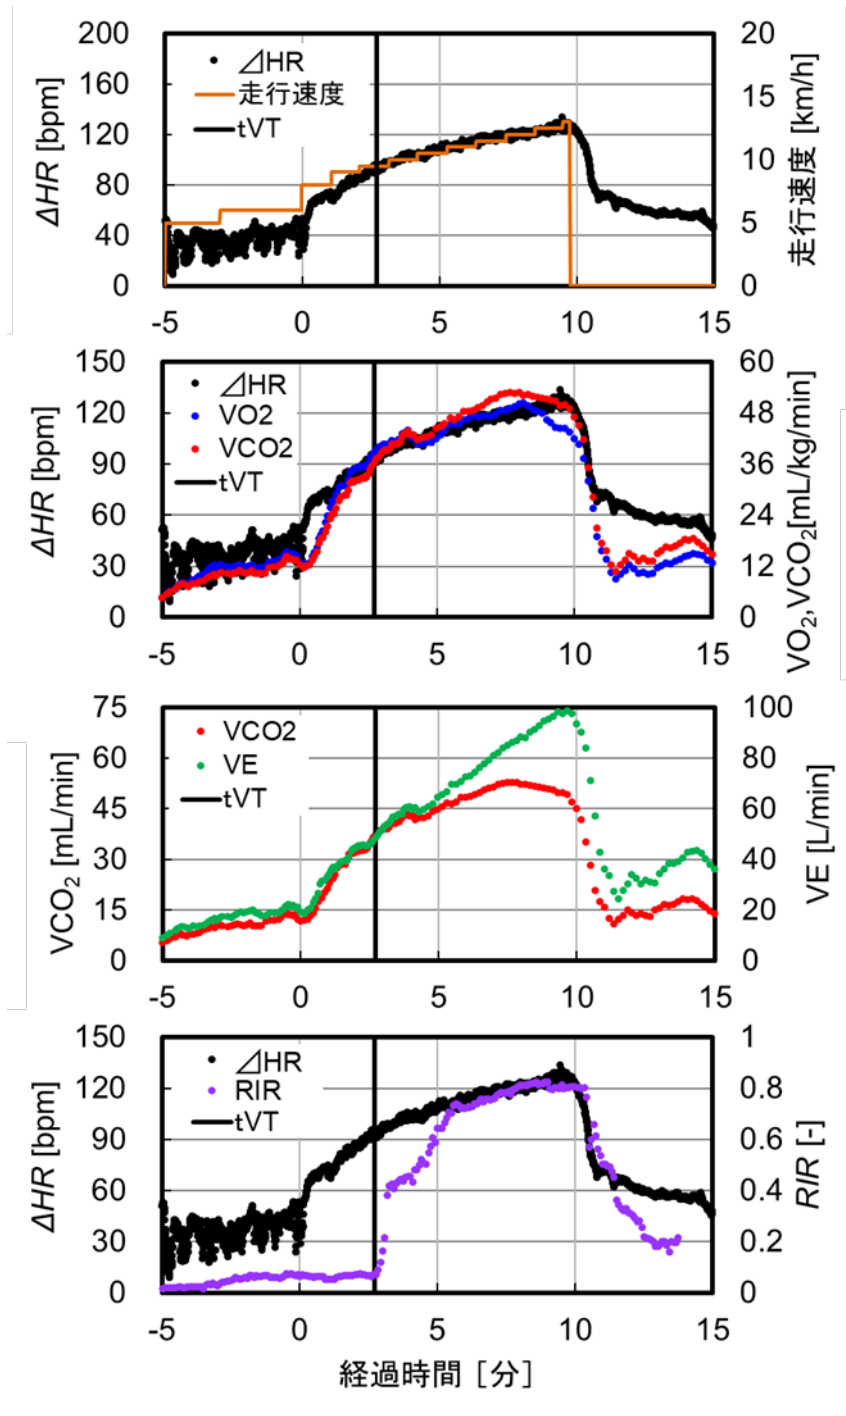 200
160
120
80
40
0
ΔHR [bpm]
⊿HR
走行速度
tVT
20
15
10
5
0
走行速度 [km/h]
-5 0 5 10 15
150
120
90
60
30
0
ΔHR [bpm]
⊿HR
VO2
VCO2
tVT
60
48
36
24
12
0
VO₂,VCO₂[mL/kg/min]
-5 0 5 10 15
75
60
45
30
15
0
VCO₂ [mL/min]
VCO2
VE
tVT
100
80
60
40
20
0
VE [L/min]
-5 0 5 10 15
150
120
90
60
30
0
ΔHR [bpm]
⊿HR
RIR
tVT
1
0.8
0.6
0.4
0.2
0
RIR [-]
-5 0 5 10 15
経過時間［分］